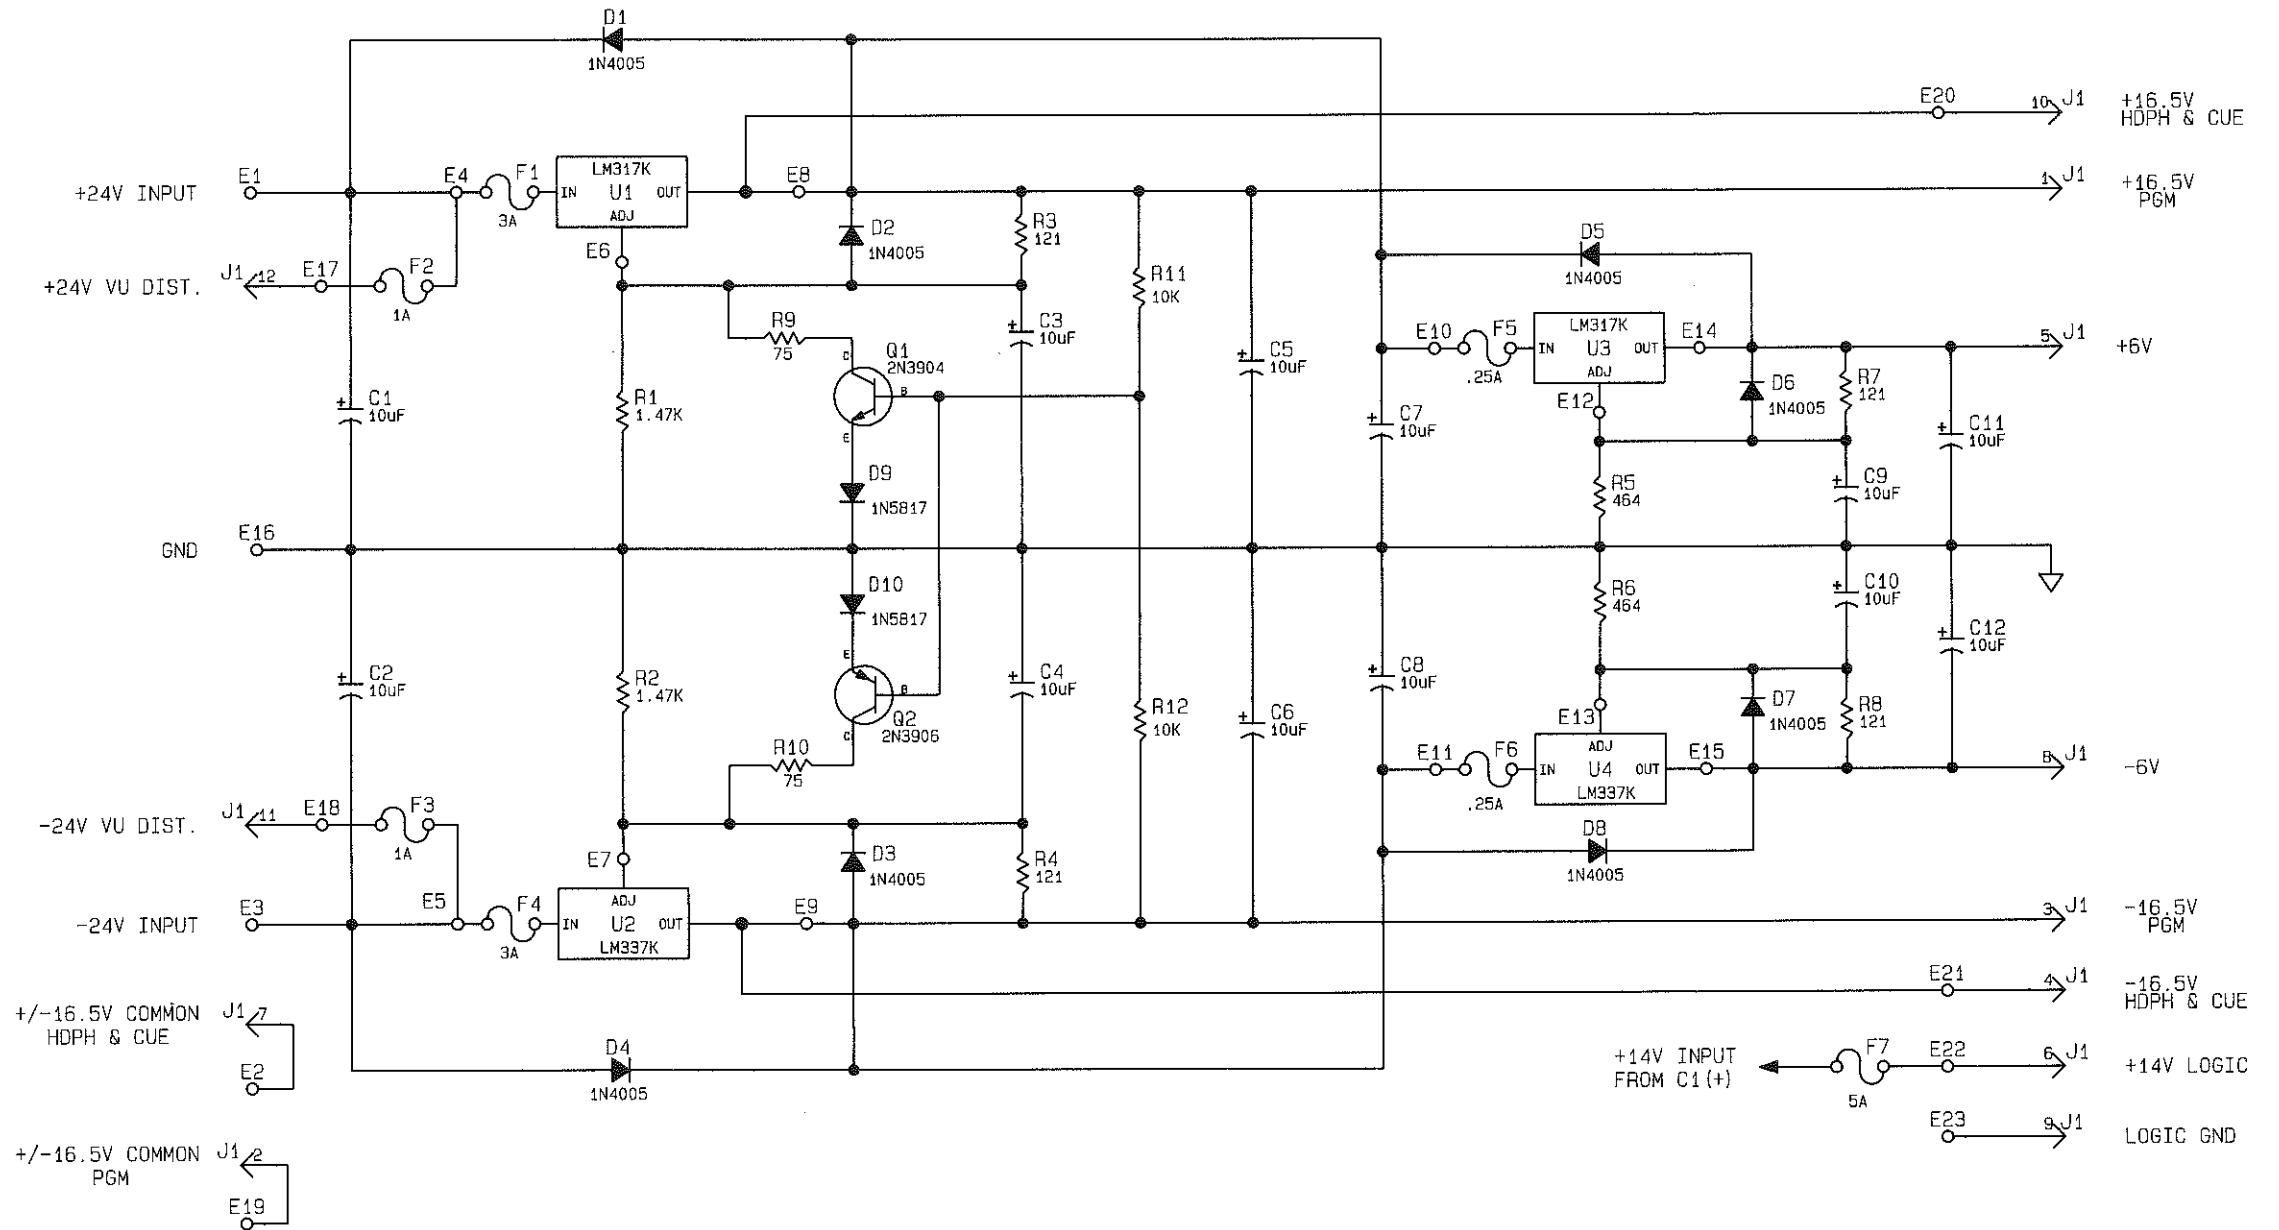 D1
1N4005
E20
10
J1
+16.5V
HDPH & CUE
+24V INPUT
E1
E4
F1
3A
LM317K
IN
U1
OUT
ADJ
E8
1
J1
+16.5V
PGM
E6
D2
1N4005
R3
121
+24V VU DIST.
J1
12
E17
F2
1A
R11
10K
D5
1N4005
R9
75
+
C3
10uF
C
Q1
2N3904
B
E
+
C5
10uF
E10
F5
.25A
LM317K
IN
U3
OUT
ADJ
E14
5
J1
+6V
+
C1
10uF
R1
1.47K
+
C7
10uF
E12
D6
1N4005
R7
121
+
C11
10uF
D9
1N5817
R5
464
+
C9
10uF
GND
E16
D10
1N5817
R6
464
+
C10
10uF
+
C2
10uF
R2
1.47K
E
B
Q2
2N3906
C
+
C4
10uF
R12
10K
+
C6
10uF
+
C8
10uF
+
C12
10uF
E13
D7
1N4005
R8
121
R10
75
E11
F6
.25A
ADJ
IN
U4
OUT
LM337K
E15
8
J1
-6V
-24V VU DIST.
J1
11
E18
F3
1A
E7
D3
1N4005
R4
121
D8
1N4005
-24V INPUT
E3
E5
F4
3A
ADJ
IN
U2
OUT
LM337K
E9
3
J1
-16.5V
PGM
E21
4
J1
-16.5V
HDPH & CUE
+/-16.5V COMMON
HDPH & CUE
J1
7
E2
D4
1N4005
+14V INPUT
FROM C1(+)
F7
5A
E22
6
J1
+14V LOGIC
E23
9
J1
LOGIC GND
+/-16.5V COMMON
PGM
J1
2
E19